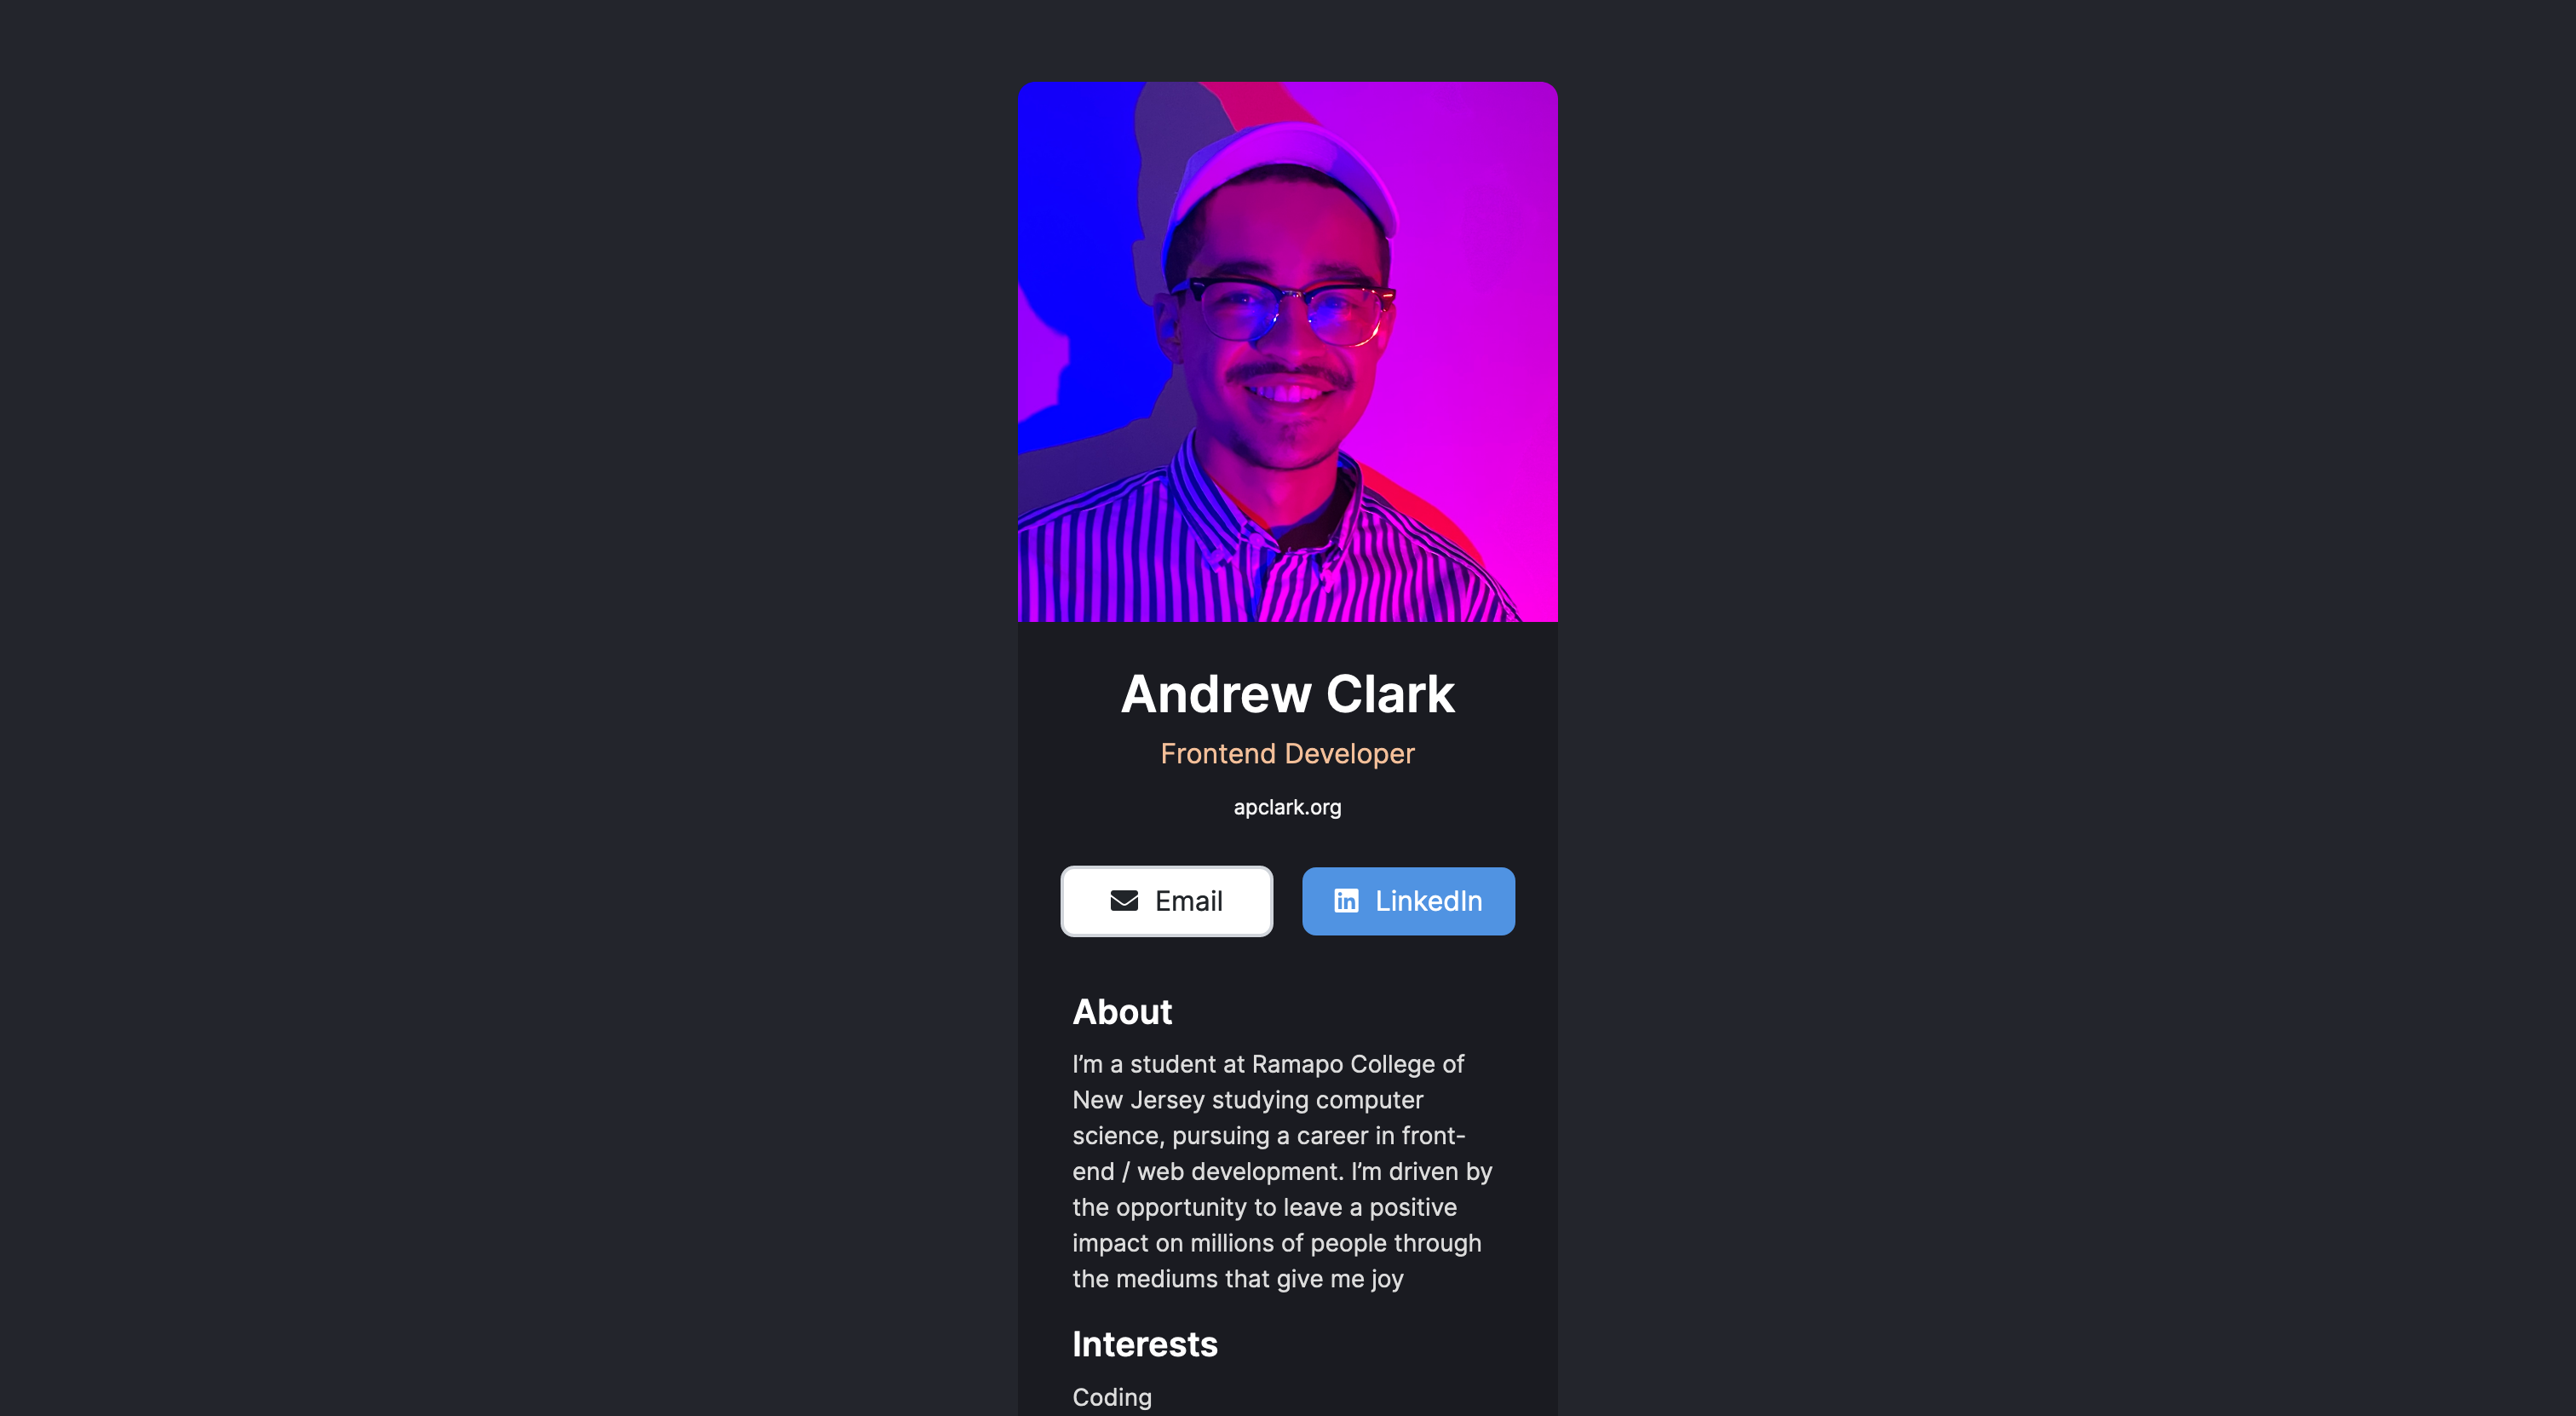 Andrew Clark
Frontend Developer
apclark.org
Email
LinkedIn
About
I’m a student at Ramapo College of
New Jersey studying computer
science, pursuing a career in front-
end / web development. I’m driven by
the opportunity to leave a positive
impact on millions of people through
the mediums that give me joy
Interests
Coding